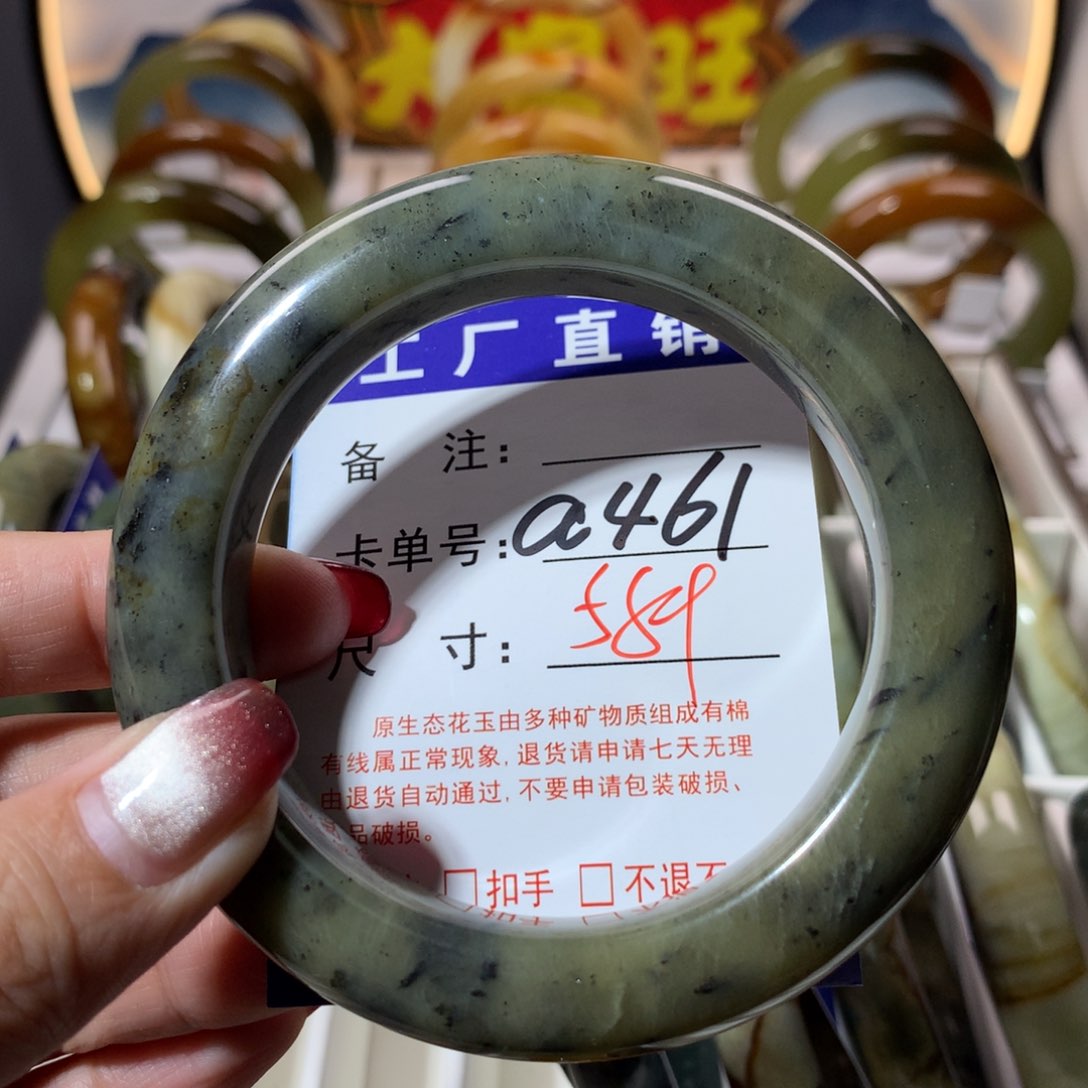 旺
工厂直销
备 注：
卡单号：a461
尺 寸：589
原生态花玉由多种矿物质组成有棉
有线属正常现象，退货请申请七天无理
由退货自动通过，不要申请包装破损、
品破损。
□扣手 □不退不